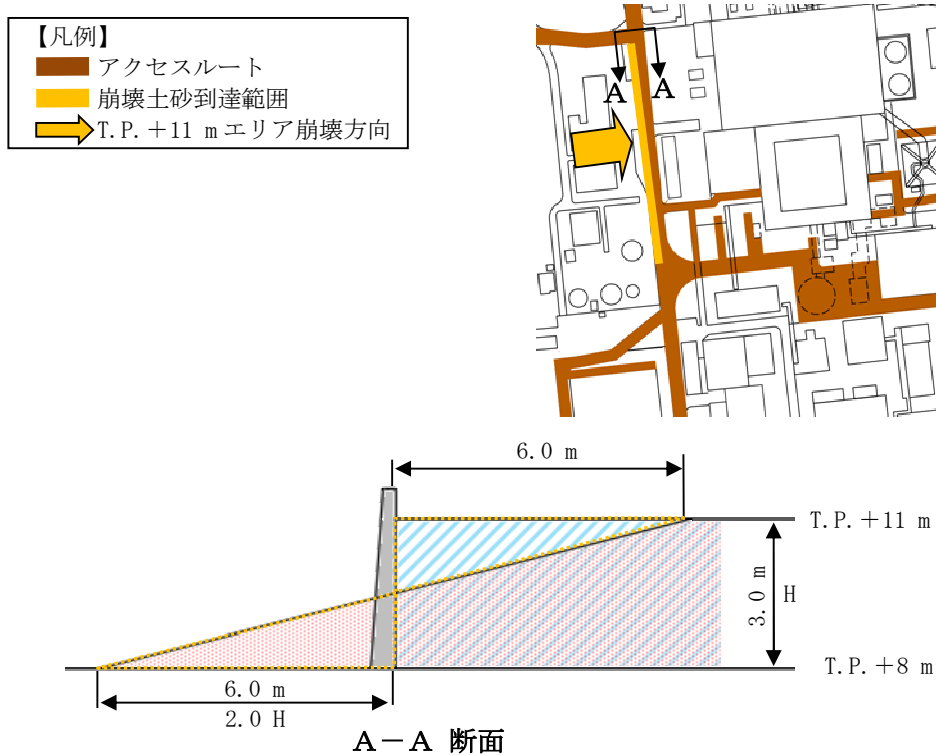 【凡例】
アクセスルート
崩壊土砂到達範囲
T.P.＋11 m エリア崩壊方向
A
A
6.0 m
T.P.＋11 m
3.0 m
H
T.P.＋8 m
6.0 m
2.0 H
A－A 断面